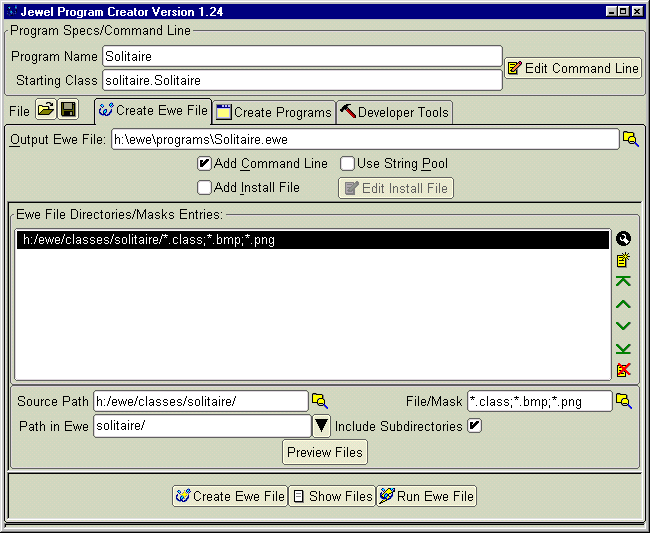 Jewel Program Creator Version 1.24
Program Specs/Command Line
Program Name Solitaire
Starting Class solitaire.Solitaire
Edit Command Line
File Create Ewe File Create Programs Developer Tools
Output Ewe File: h:\ewe\programs\Solitaire.ewe
Add Command Line Use String Pool
Add Install File Edit Install File
Ewe File Directories/Masks Entries:
h:/ewe/classes/solitaire/*.class;*.bmp;*.png
Source Path h:/ewe/classes/solitaire/ File/Mask *.class;*.bmp;*.png
Path in Ewe solitaire/ Include Subdirectories
Preview Files
Create Ewe File Show Files Run Ewe File